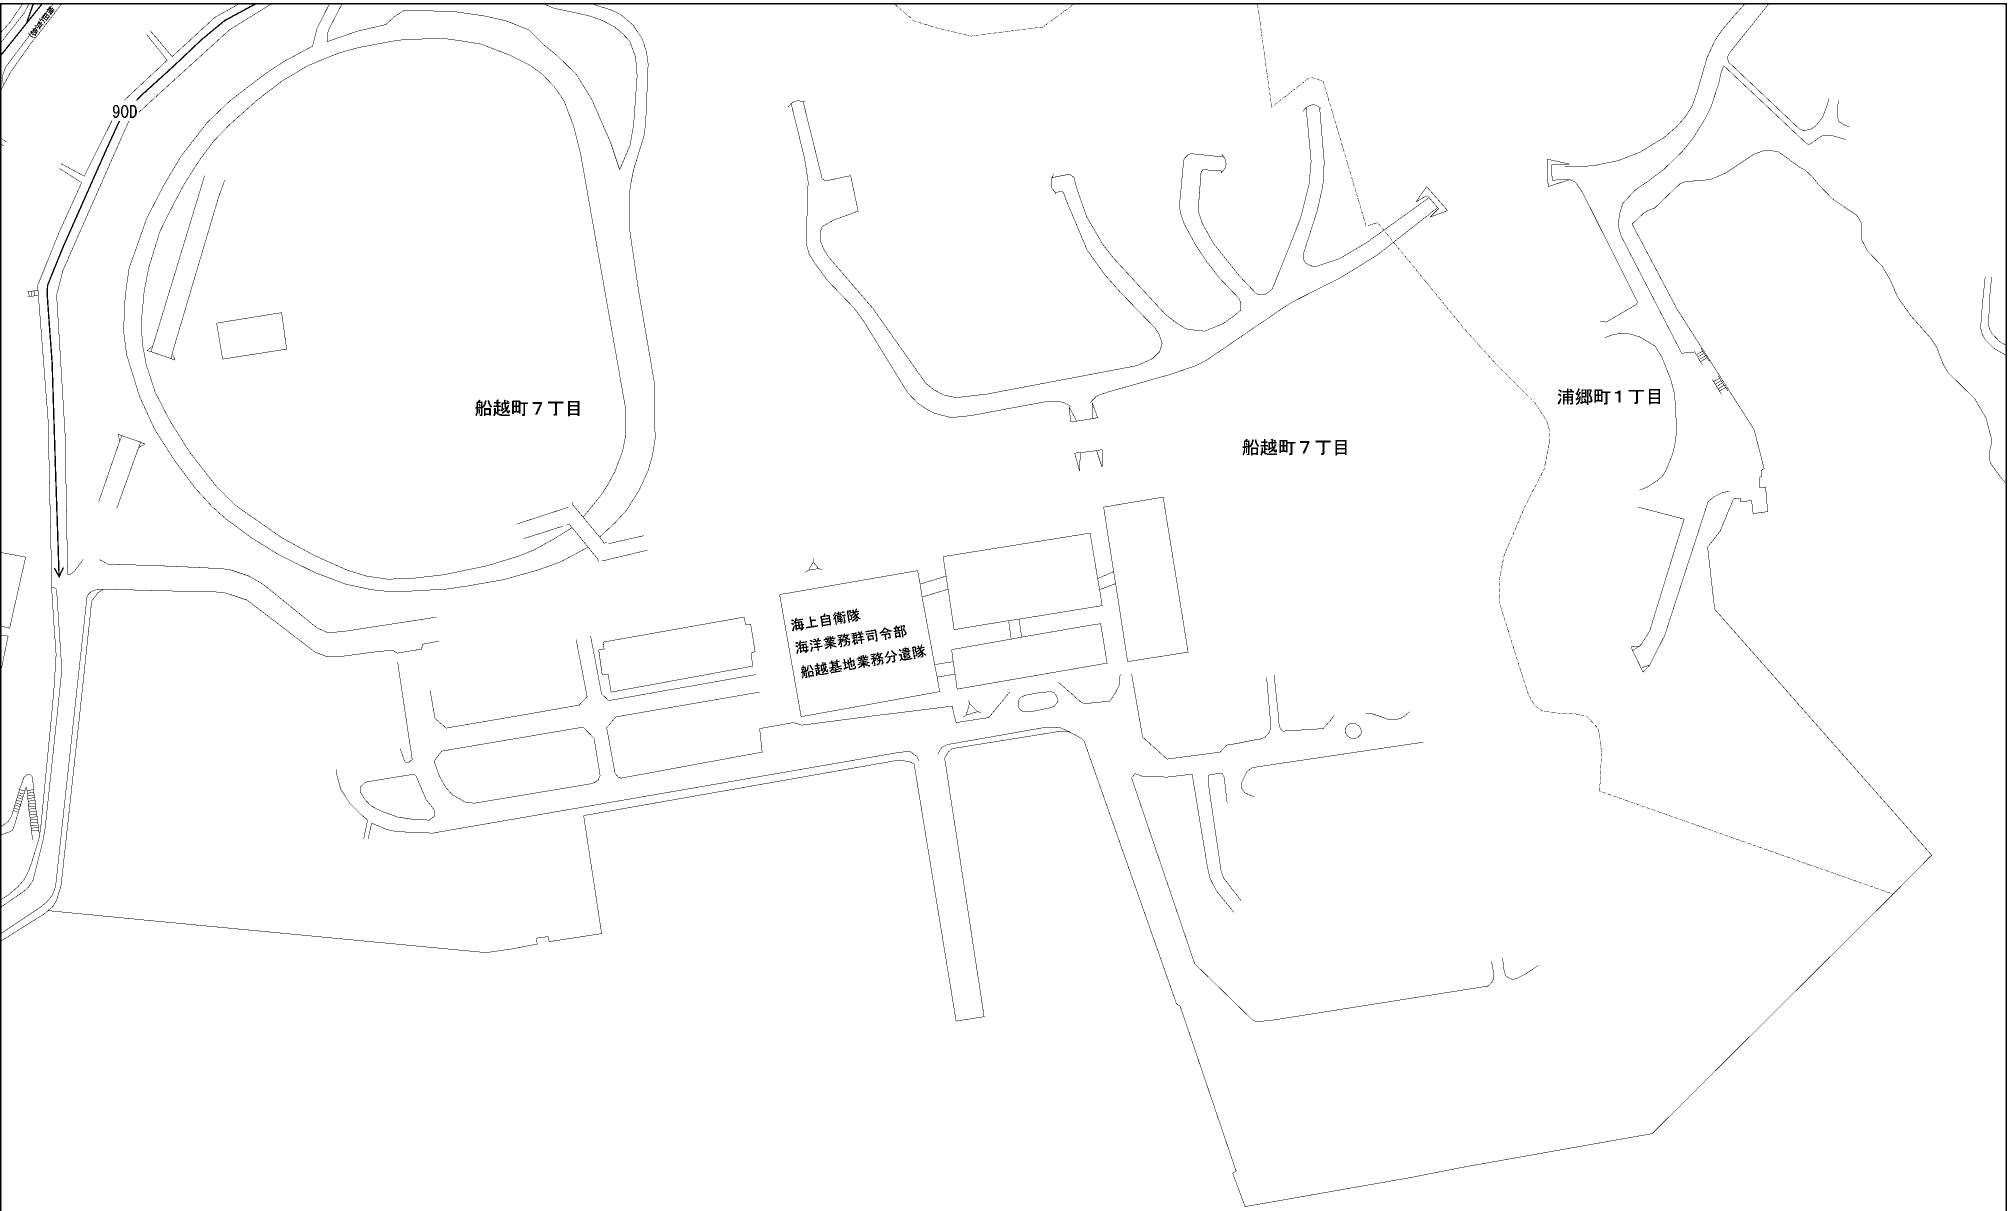 90D
船越町７丁目
浦郷町１丁目
船越町７丁目
海上自衛隊
海洋業務群司令部
船越基地業務分遣隊